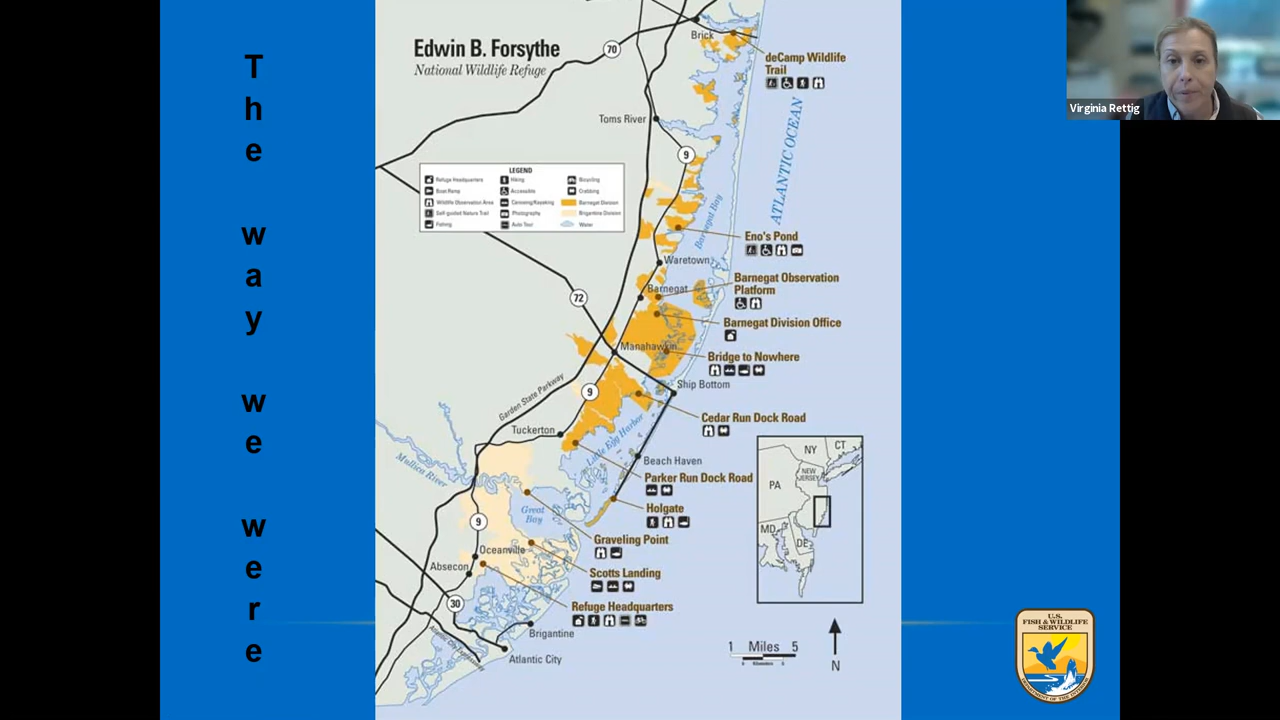 The way we were
Edwin B. Forsythe
National Wildlife Refuge
70
Brick
deCamp Wildlife
Trail
Toms River
9
ATLANTIC OCEAN
LEGEND
Refuge Headquarters
Hiking
Bicycling
Boat Ramp
Accessible
Crabbing
Wildlife Observation Area
Canoeing/Kayaking
Barnegat Division
Self-guided Nature Trail
Photography
Brigantine Division
Fishing
Auto Tour
Water
Barnegat Bay
Eno's Pond
Waretown
Barnegat Observation
Platform
Barnegat
72
Barnegat Division Office
Manahawkin
Bridge to Nowhere
Ship Bottom
Garden State Parkway
9
Cedar Run Dock Road
Tuckerton
Little Egg Harbor
Mullica River
Beach Haven
Parker Run Dock Road
Holgate
Great
Bay
9
Graveling Point
Oceanville
Absecon
Scotts Landing
30
Refuge Headquarters
Brigantine
Atlantic City
NY
CT
NEW
JERSEY
PA
MD
DE
1 Miles 5
N
Virginia Rettig
U.S.
FISH & WILDLIFE
SERVICE
DEPARTMENT OF THE INTERIOR